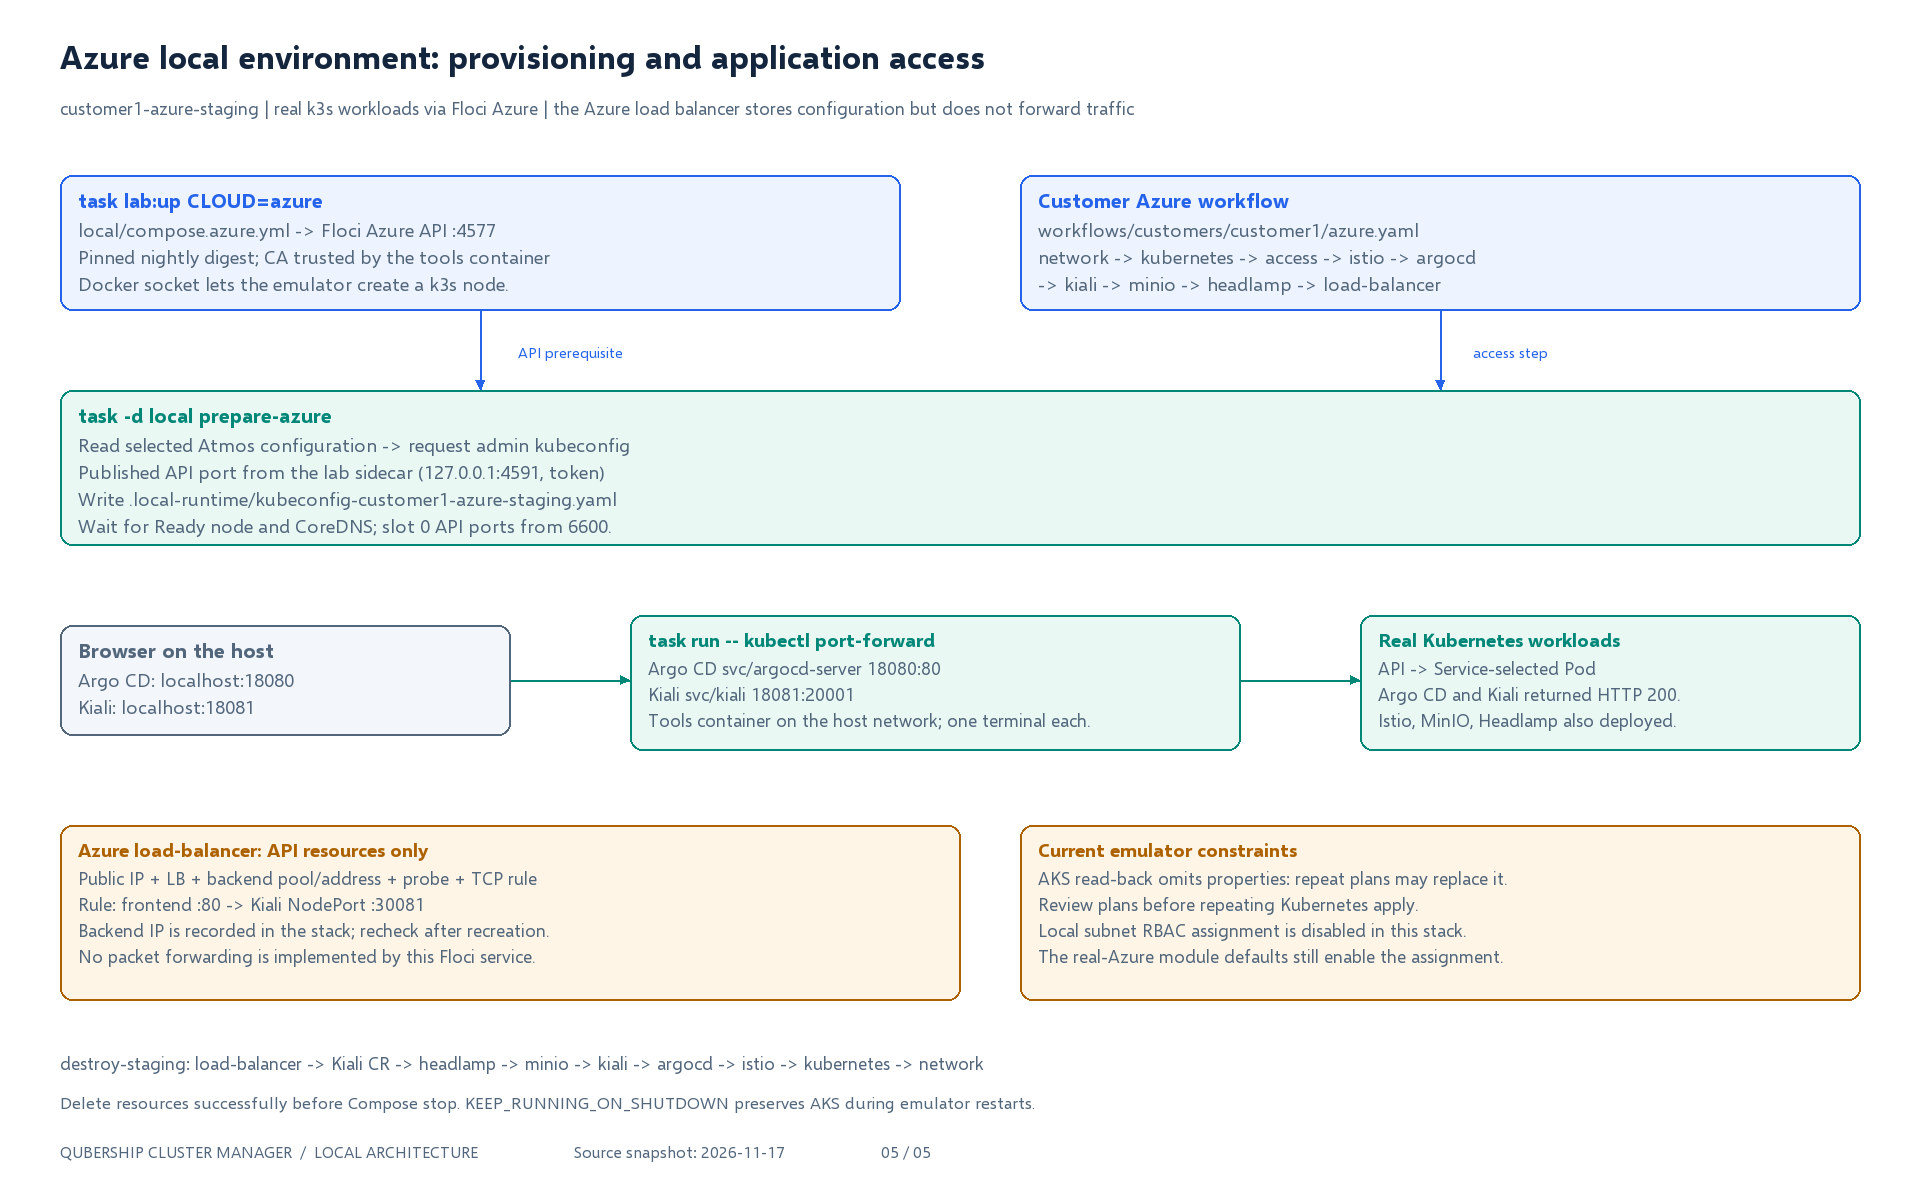 Azure local environment: provisioning and application access
customer1-azure-staging | real k3s workloads via Floci Azure | the Azure load balancer stores configuration but does not forward traffic
task lab:up CLOUD=azure
local/compose.azure.yml -> Floci Azure API :4577
Pinned nightly digest; CA trusted by the tools container
Docker socket lets the emulator create a k3s node.
Customer Azure workflow
workflows/customers/customer1/azure.yaml
network -> kubernetes -> access -> istio -> argocd
-> kiali -> minio -> headlamp -> load-balancer
API prerequisite
access step
task -d local prepare-azure
Read selected Atmos configuration -> request admin kubeconfig
Published API port from the lab sidecar (127.0.0.1:4591, token)
Write .local-runtime/kubeconfig-customer1-azure-staging.yaml
Wait for Ready node and CoreDNS; slot 0 API ports from 6600.
Browser on the host
Argo CD: localhost:18080
Kiali: localhost:18081
task run -- kubectl port-forward
Argo CD svc/argocd-server 18080:80
Kiali svc/kiali 18081:20001
Tools container on the host network; one terminal each.
Real Kubernetes workloads
API -> Service-selected Pod
Argo CD and Kiali returned HTTP 200.
Istio, MinIO, Headlamp also deployed.
Azure load-balancer: API resources only
Public IP + LB + backend pool/address + probe + TCP rule
Rule: frontend :80 -> Kiali NodePort :30081
Backend IP is recorded in the stack; recheck after recreation.
No packet forwarding is implemented by this Floci service.
Current emulator constraints
AKS read-back omits properties: repeat plans may replace it.
Review plans before repeating Kubernetes apply.
Local subnet RBAC assignment is disabled in this stack.
The real-Azure module defaults still enable the assignment.
destroy-staging: load-balancer -> Kiali CR -> headlamp -> minio -> kiali -> argocd -> istio -> kubernetes -> network
Delete resources successfully before Compose stop. KEEP_RUNNING_ON_SHUTDOWN preserves AKS during emulator restarts.
QUBERSHIP CLUSTER MANAGER / LOCAL ARCHITECTURE
Source snapshot: 2026-11-17
05 / 05